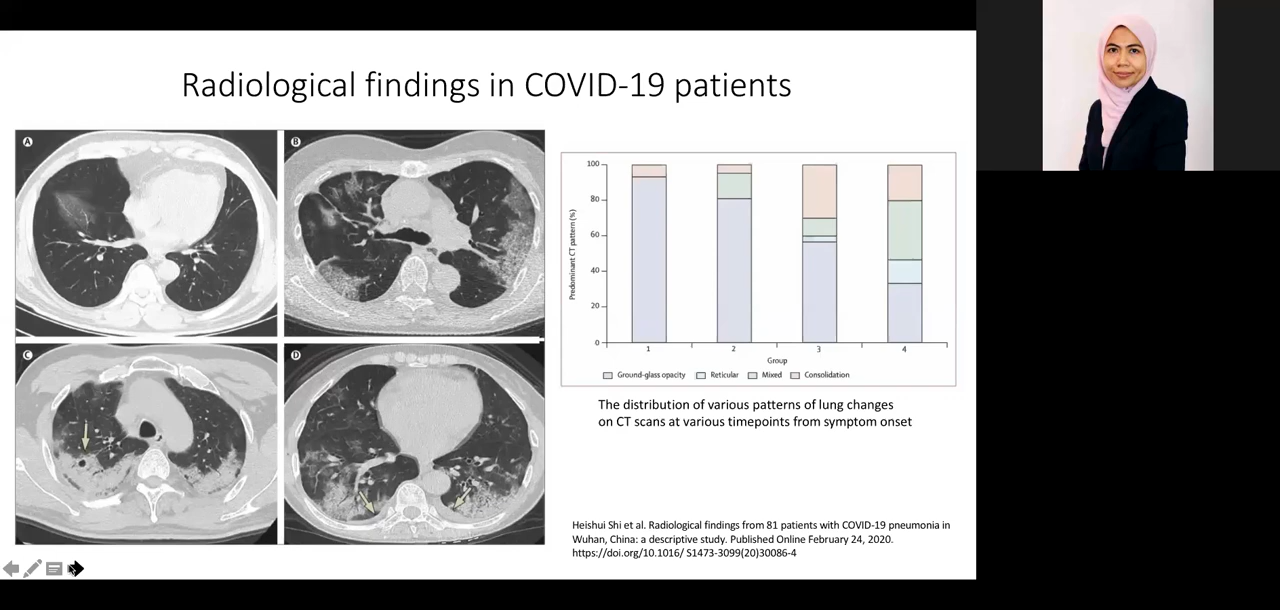 Radiological findings in COVID-19 patients
A
B
C
D
Predominant CT pattern (%)
100
80
60
40
20
0
1
2
3
4
Group
Ground-glass opacity
Reticular
Mixed
Consolidation
The distribution of various patterns of lung changes
on CT scans at various timepoints from symptom onset
Heishui Shi et al. Radiological findings from 81 patients with COVID-19 pneumonia in
Wuhan, China: a descriptive study. Published Online February 24, 2020.
https://doi.org/10.1016/ S1473-3099(20)30086-4